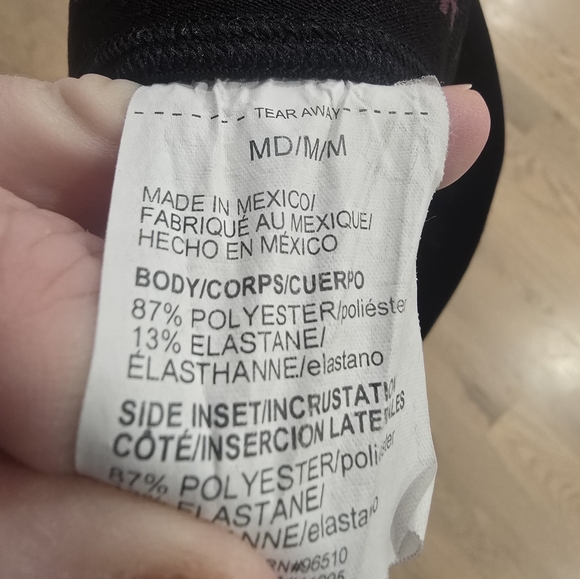 TEAR AWAY
MD/M/M
MADE IN MEXICO/
FABRIQUÉ AU MEXIQUE/
HECHO EN MÉXICO
BODY/CORPS/CUERPO
87% POLYESTER/poliéster
13% ELASTANE/
ÉLASTHANNE/elastano
SIDE INSET/INCRUSTATION
CÔTÉ/INSERCION LATERALES
87% POLYESTER/poliéster
ELASTANE/
elastano
RN#96510